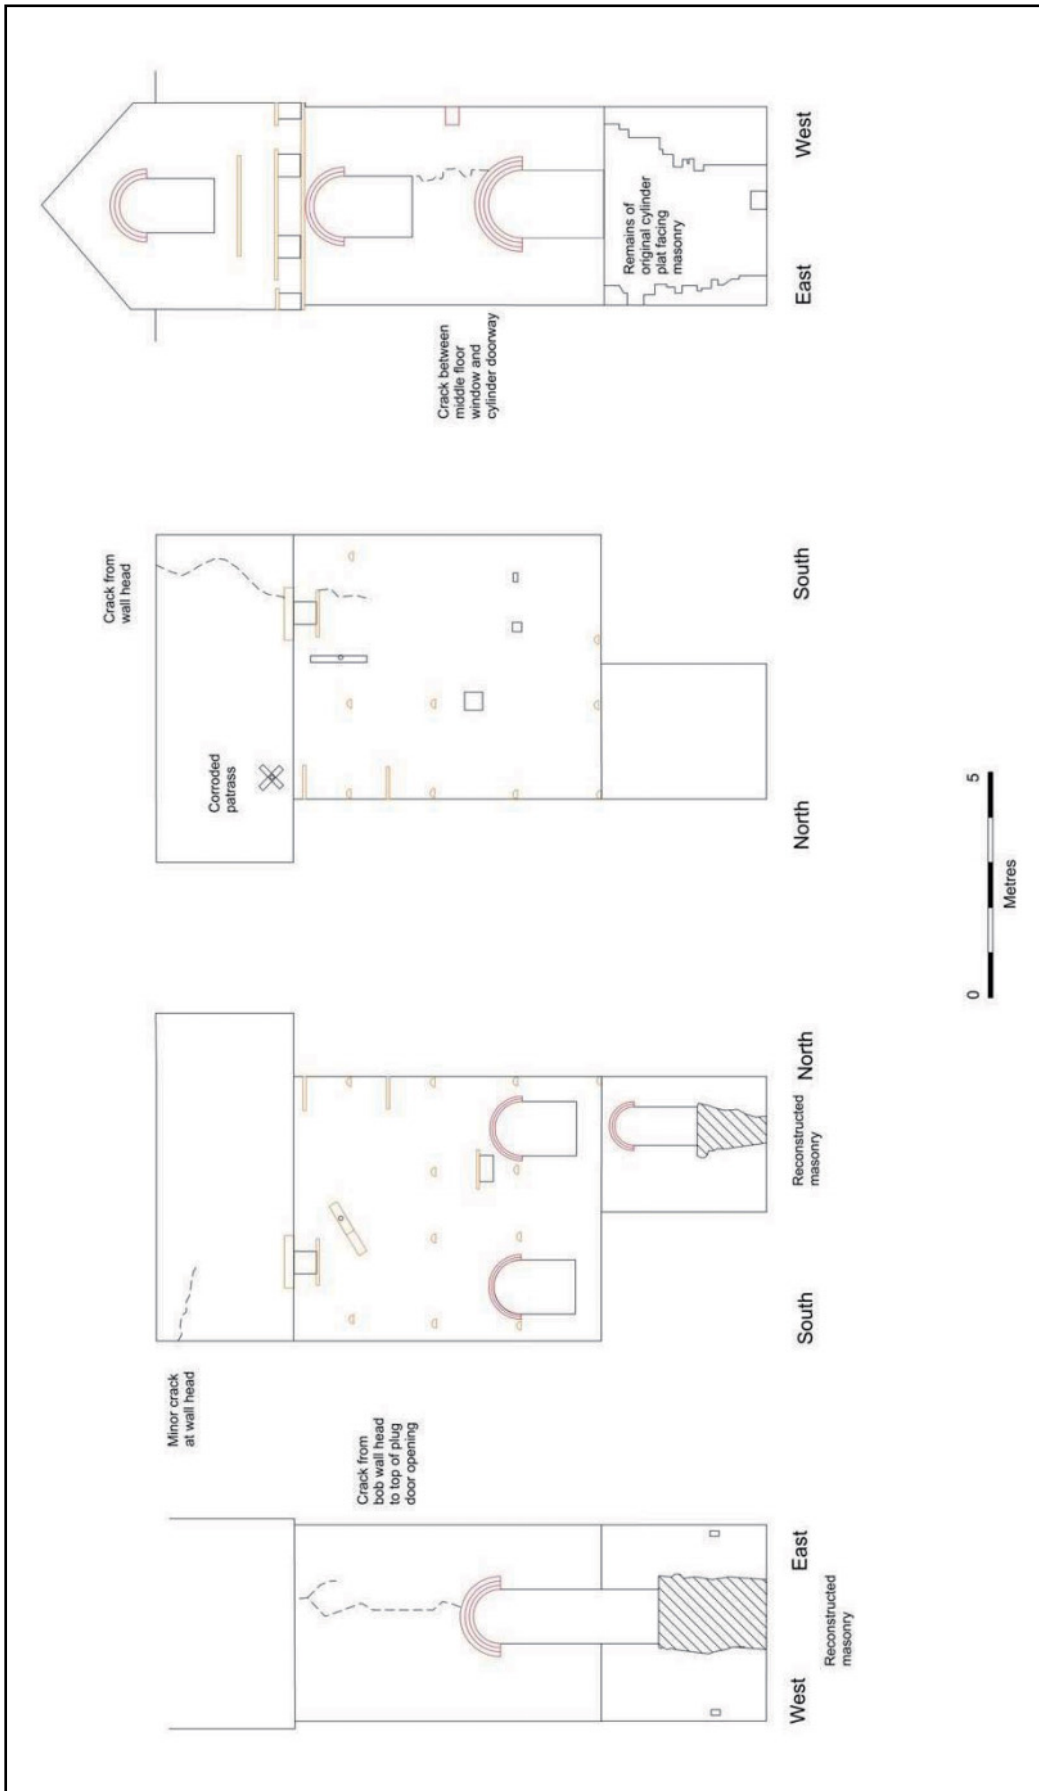 Minor crack
at wall head
Crack from
bob wall head
to top of plug
door opening
West
East
Reconstructed
masonry
South
North
Reconstructed
masonry
Corroded
patrass
Crack from
wall head
North
South
Crack between
middle floor
window and
cylinder doorway
Remains of
original cylinder
plat facing
masonry
East
West
0
5
Metres